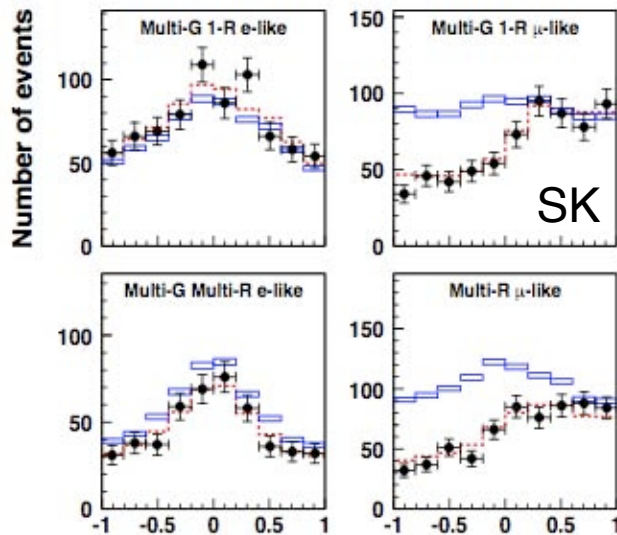 Number of events
Multi-G 1-R e-like
100
50
0
Multi-G 1-R μ-like
150
100
50
0
SK
Multi-G Multi-R e-like
100
50
0
-1 -0.5 0 0.5 1
Multi-R μ-like
150
100
50
0
-1 -0.5 0 0.5 1